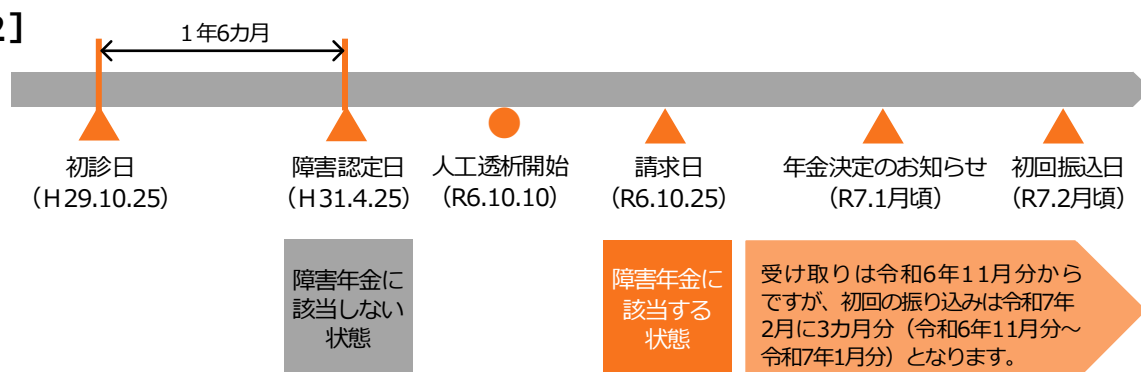 2]
1年6カ月
初診日
（H29.10.25）
障害認定日
（H31.4.25）
人工透析開始
（R6.10.10）
請求日
（R6.10.25）
年金決定のお知らせ
（R7.1月頃）
初回振込日
（R7.2月頃）
障害年金に
該当しない
状態
障害年金に
該当する
状態
受け取りは令和6年11月分から
ですが、初回の振り込みは令和7年
2月に3カ月分（令和6年11月分～
令和7年1月分）となります。